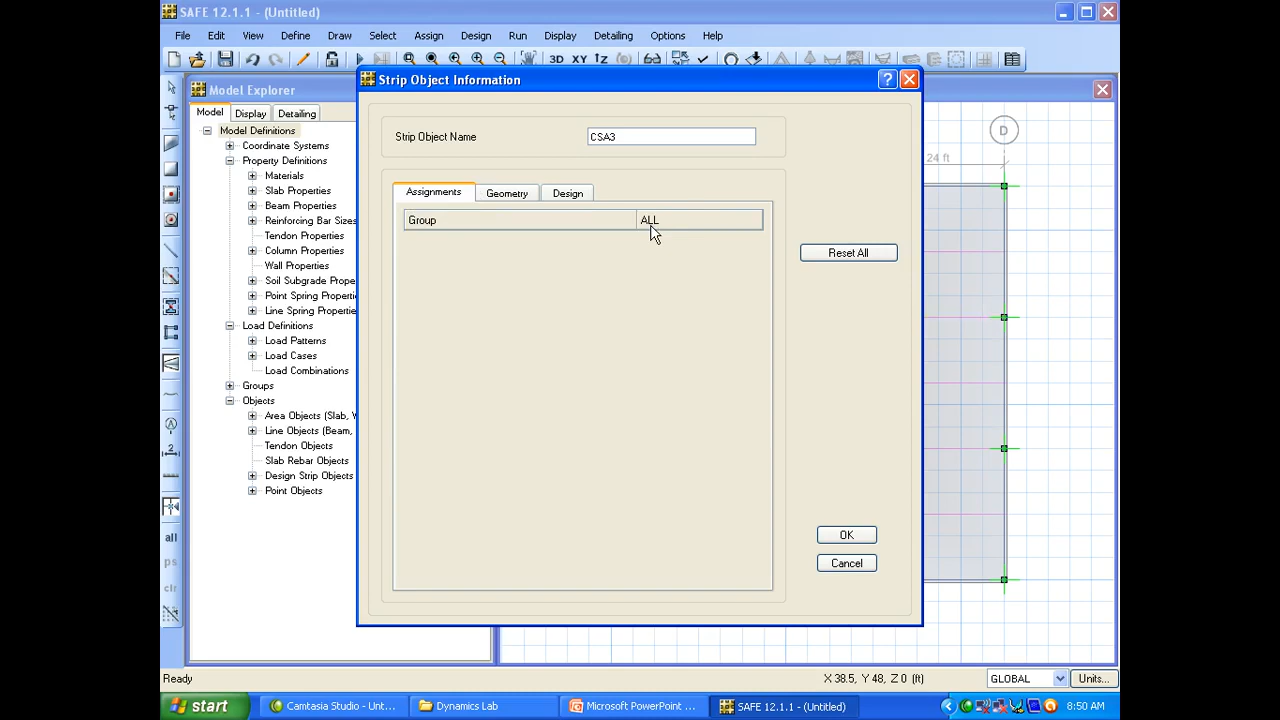 SAFE 12.1.1 - (Untitled)
File Edit View Define Draw Select Assign Design Run Display Detailing Options Help
3D XY
Model Explorer
Model Display Detailing
Model Definitions
Coordinate Systems
Property Definitions
Materials
Slab Properties
Beam Properties
Reinforcing Bar Sizes
Tendon Properties
Column Properties
Wall Properties
Soil Subgrade Prope
Point Spring Properti
Line Spring Propertie
Load Definitions
Load Patterns
Load Cases
Load Combinations
Groups
Objects
Area Objects (Slab, 
Line Objects (Beam,
Tendon Objects
Slab Rebar Objects
Design Strip Objects
Point Objects
all
ps
clr
Strip Object Information
Strip Object Name CSA3
Assignments Geometry Design
Group ALL
Reset All
OK
Cancel
D
24 ft
Ready X 38.5, Y 48, Z 0 (ft) GLOBAL Units...
start Camtasia Studio - Unt... Dynamics Lab Microsoft PowerPoint ... SAFE 12.1.1 - (Untitled) 8:50 AM